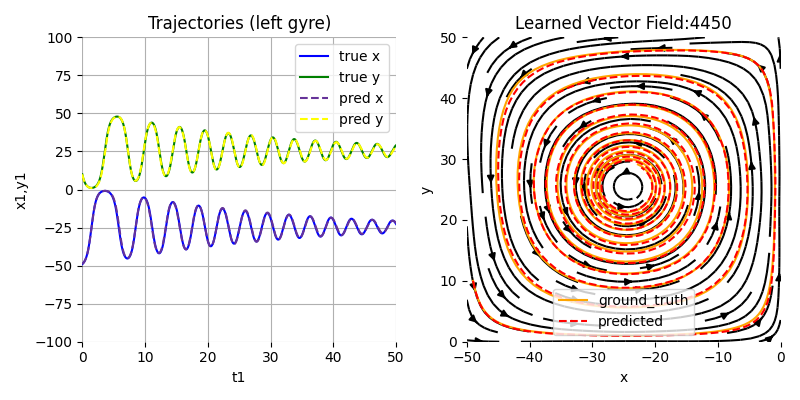 Trajectories (left gyre)
x1,y1
100
75
50
25
0
−25
−50
−75
−100
0 10 20 30 40 50
t1
true x
true y
pred x
pred y
Learned Vector Field:4450
y
50
40
30
20
10
0
−50 −40 −30 −20 −10 0
x
ground_truth
predicted